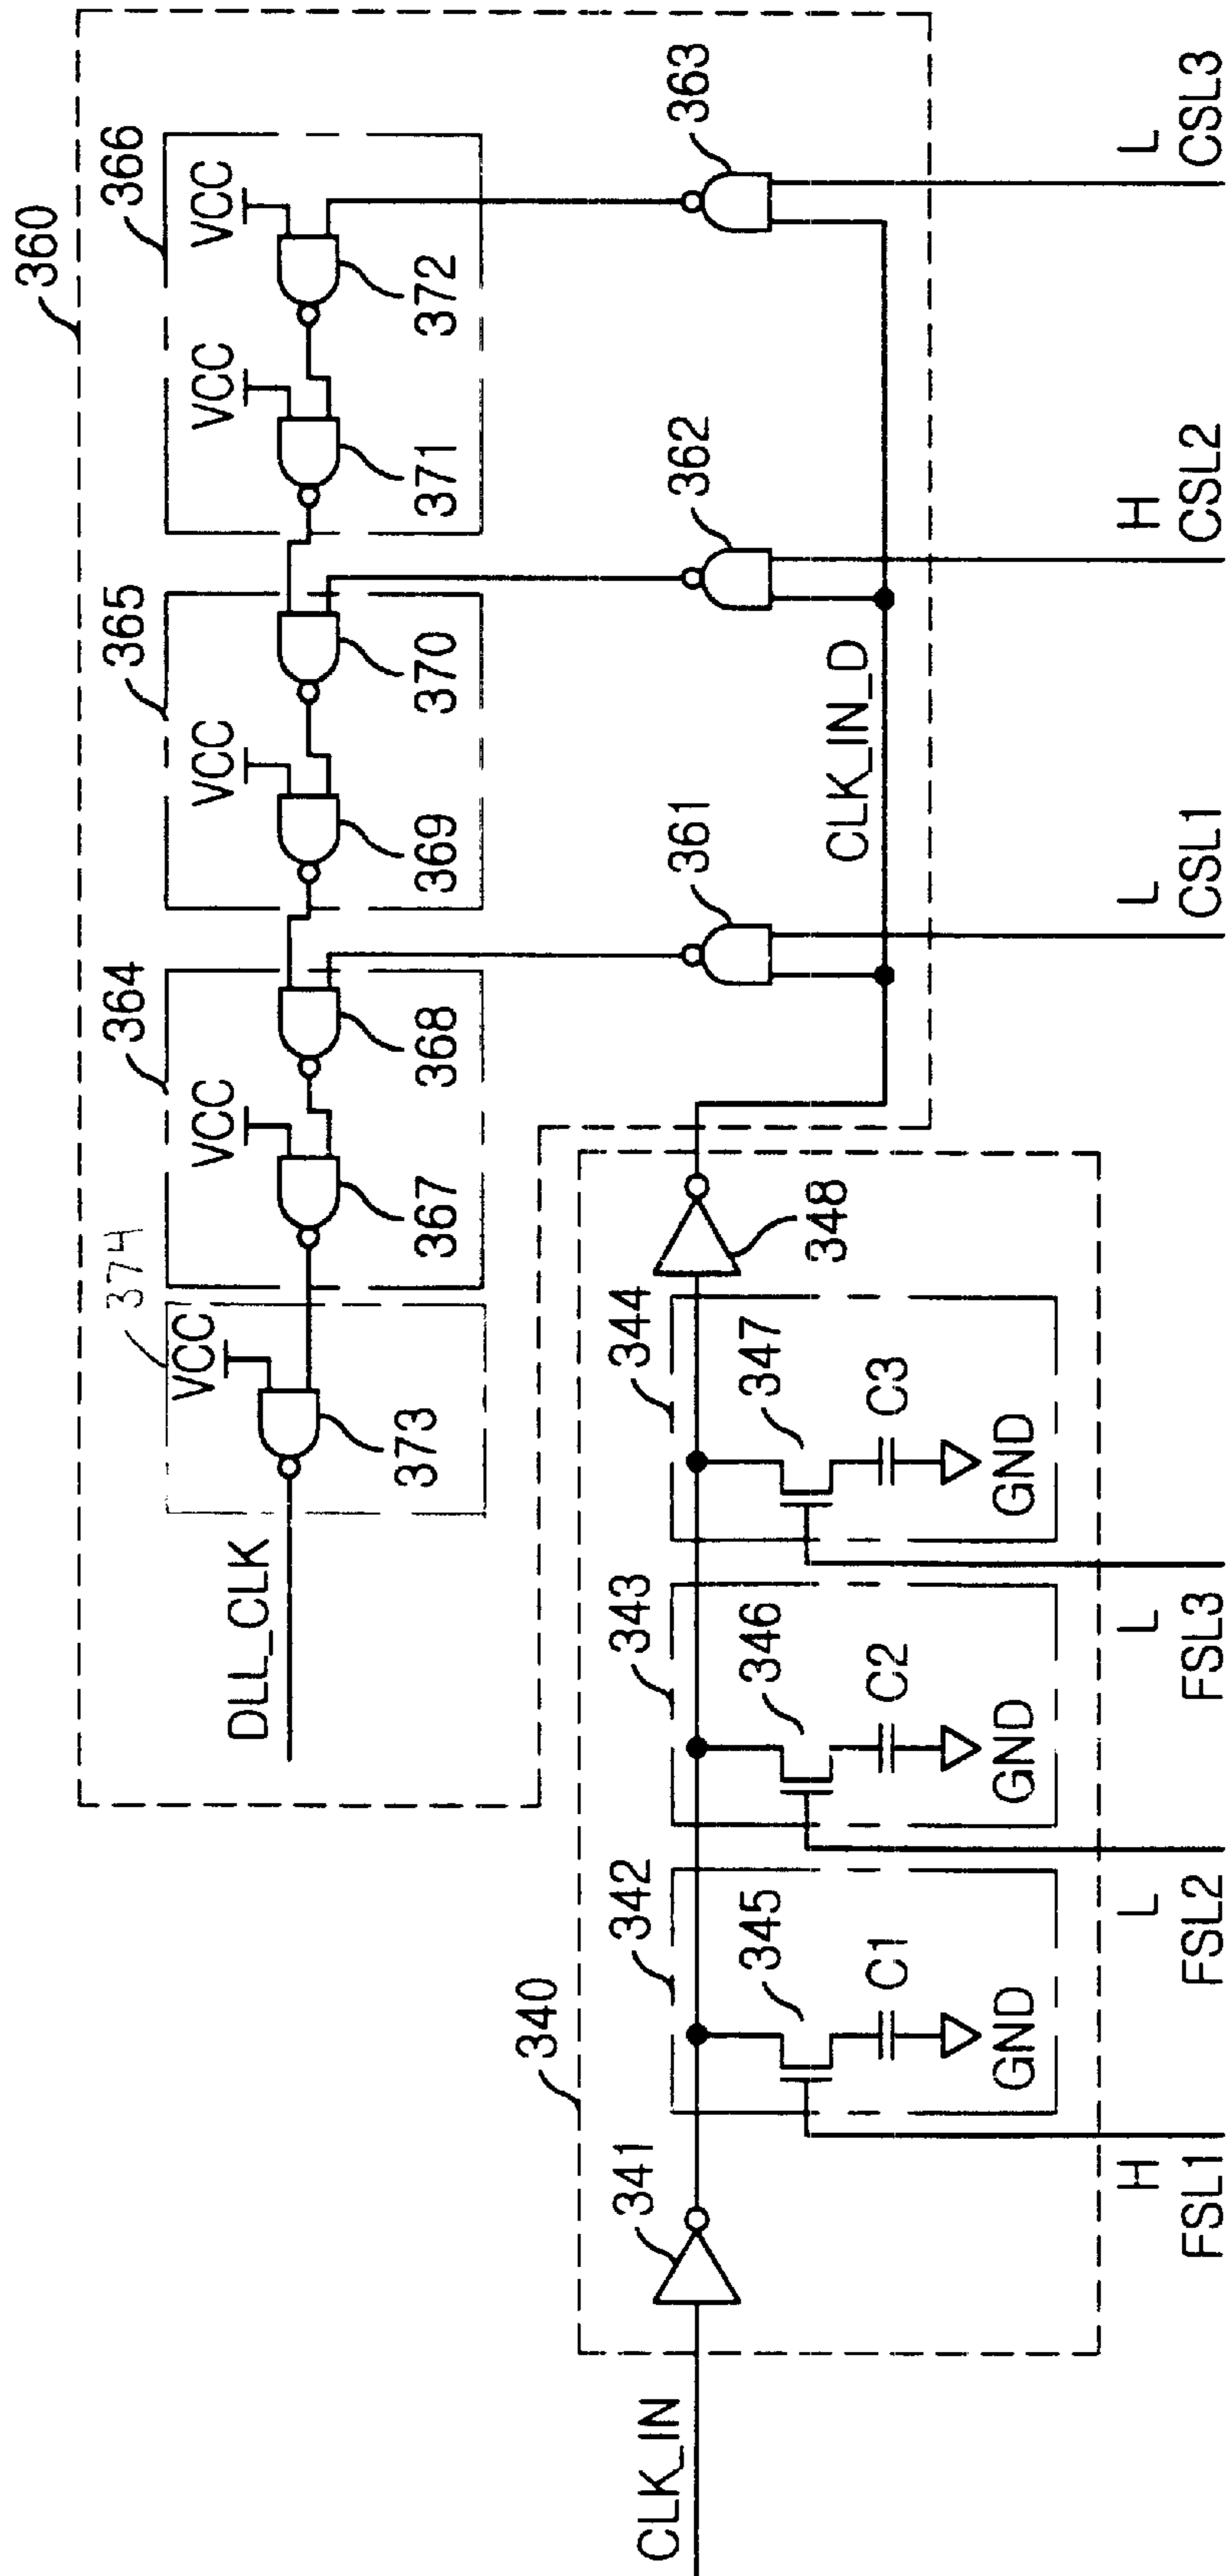 360
366
VCC
372
VCC
371
365
370
VCC
369
364
368
VCC
367
374
VCC
373
DLL_CLK
363
362
361
CLK_IN_D
L
CSL3
H
CSL2
L
CSL1
340
341
342
345
C1
GND
343
346
C2
GND
344
347
C3
GND
348
CLK_IN
H
FSL1
L
FSL2
L
FSL3